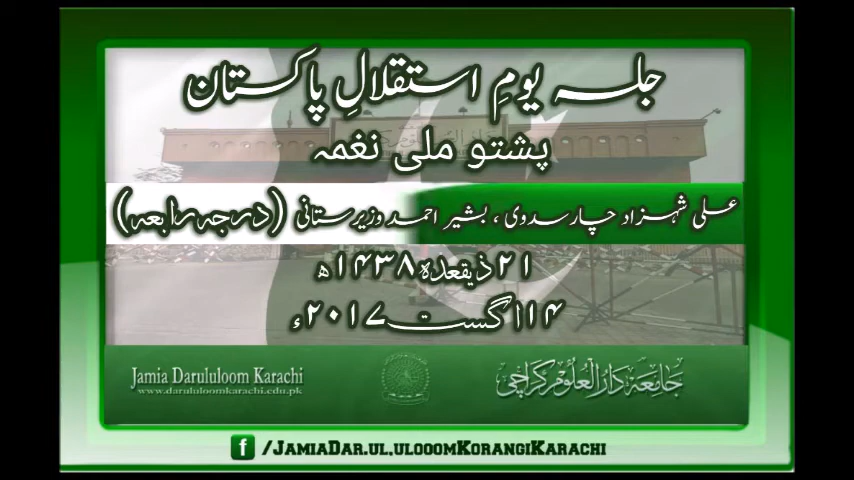 جلسہ یومِ استقلالِ پاکستان
پشتو ملی نغمہ
علی شہزاد چارسدوی ، بشیر احمد وزیرستانی (درجہ رابعہ)
۲۱ ذیقعدہ ۱۴۳۸ھ
۱۴ اگست ۲۰۱۷ء
Jamia Darululoom Karachi
www.darululoomkarachi.edu.pk
جامعہ دارالعلوم کراچی
f /JamiaDar.ul.ulooomKorangiKarachi